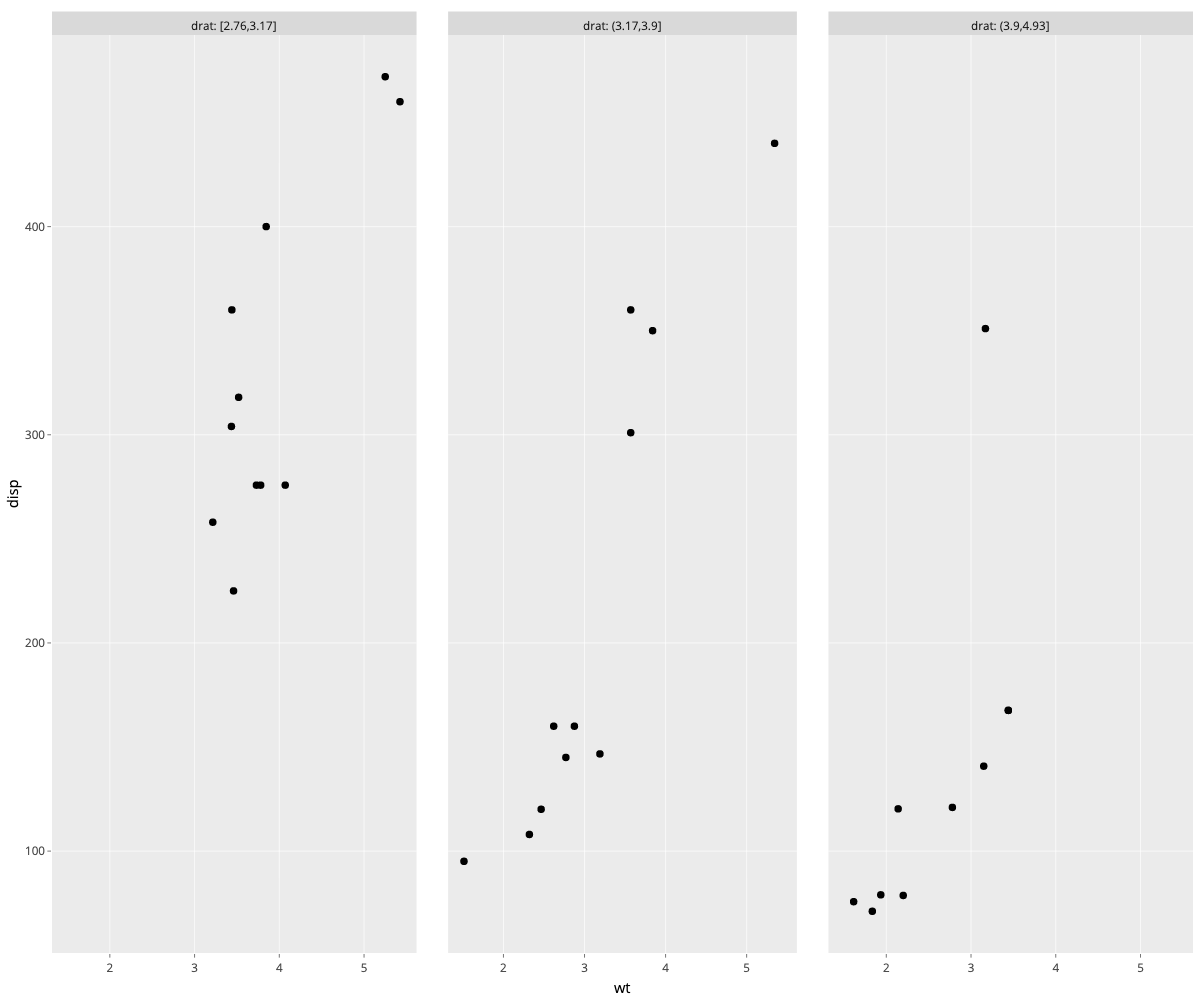 drat: [2.76,3.17]
drat: (3.17,3.9]
drat: (3.9,4.93]
400
300
200
100
disp
2 3 4 5
2 3 4 5
2 3 4 5
wt